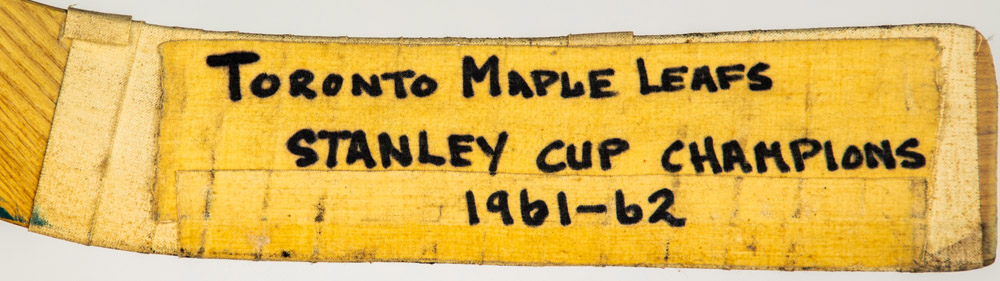 TORONTO MAPLE LEAFS
STANLEY CUP CHAMPIONS
1961-62